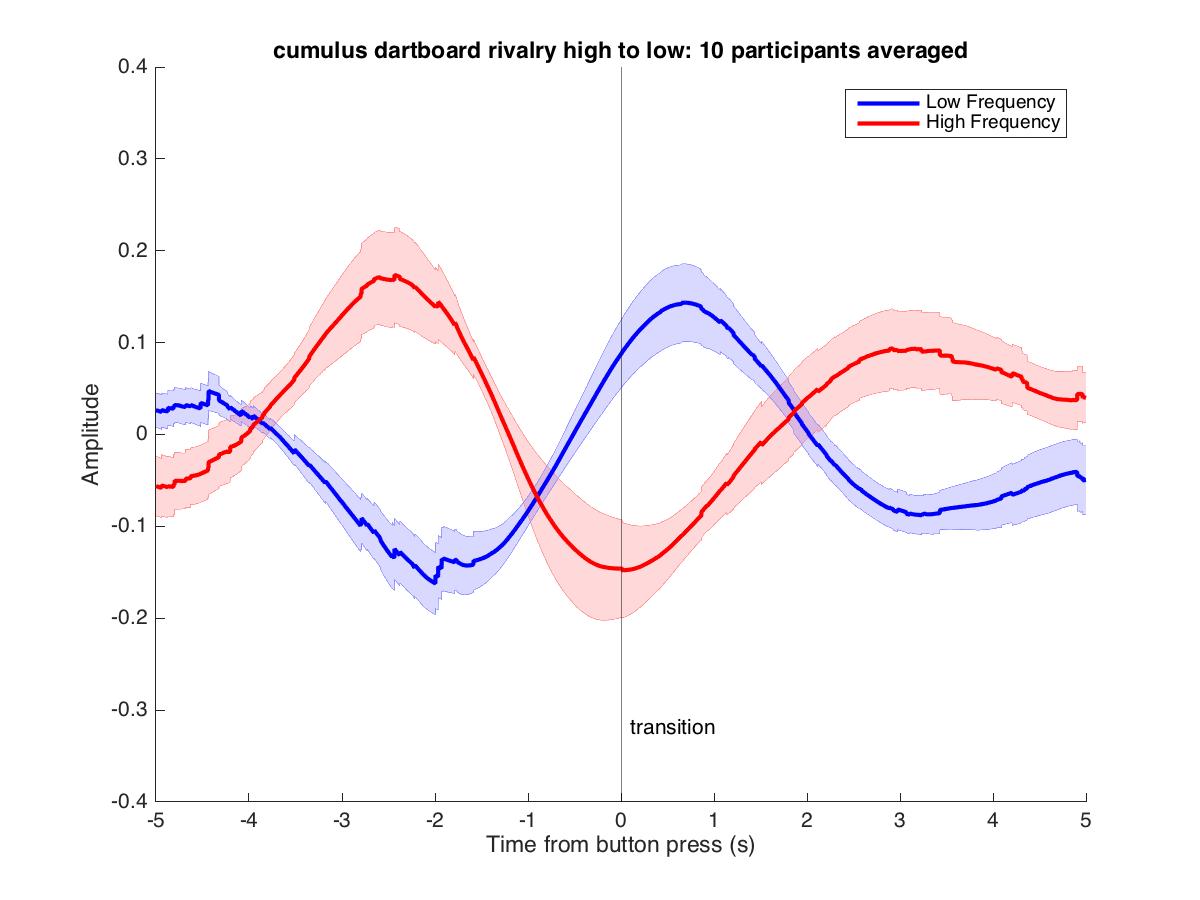 cumulus dartboard rivalry high to low: 10 participants averaged
Low Frequency
High Frequency
0.4
0.3
0.2
0.1
0
-0.1
-0.2
-0.3
-0.4
Amplitude
transition
-5 -4 -3 -2 -1 0 1 2 3 4 5
Time from button press (s)